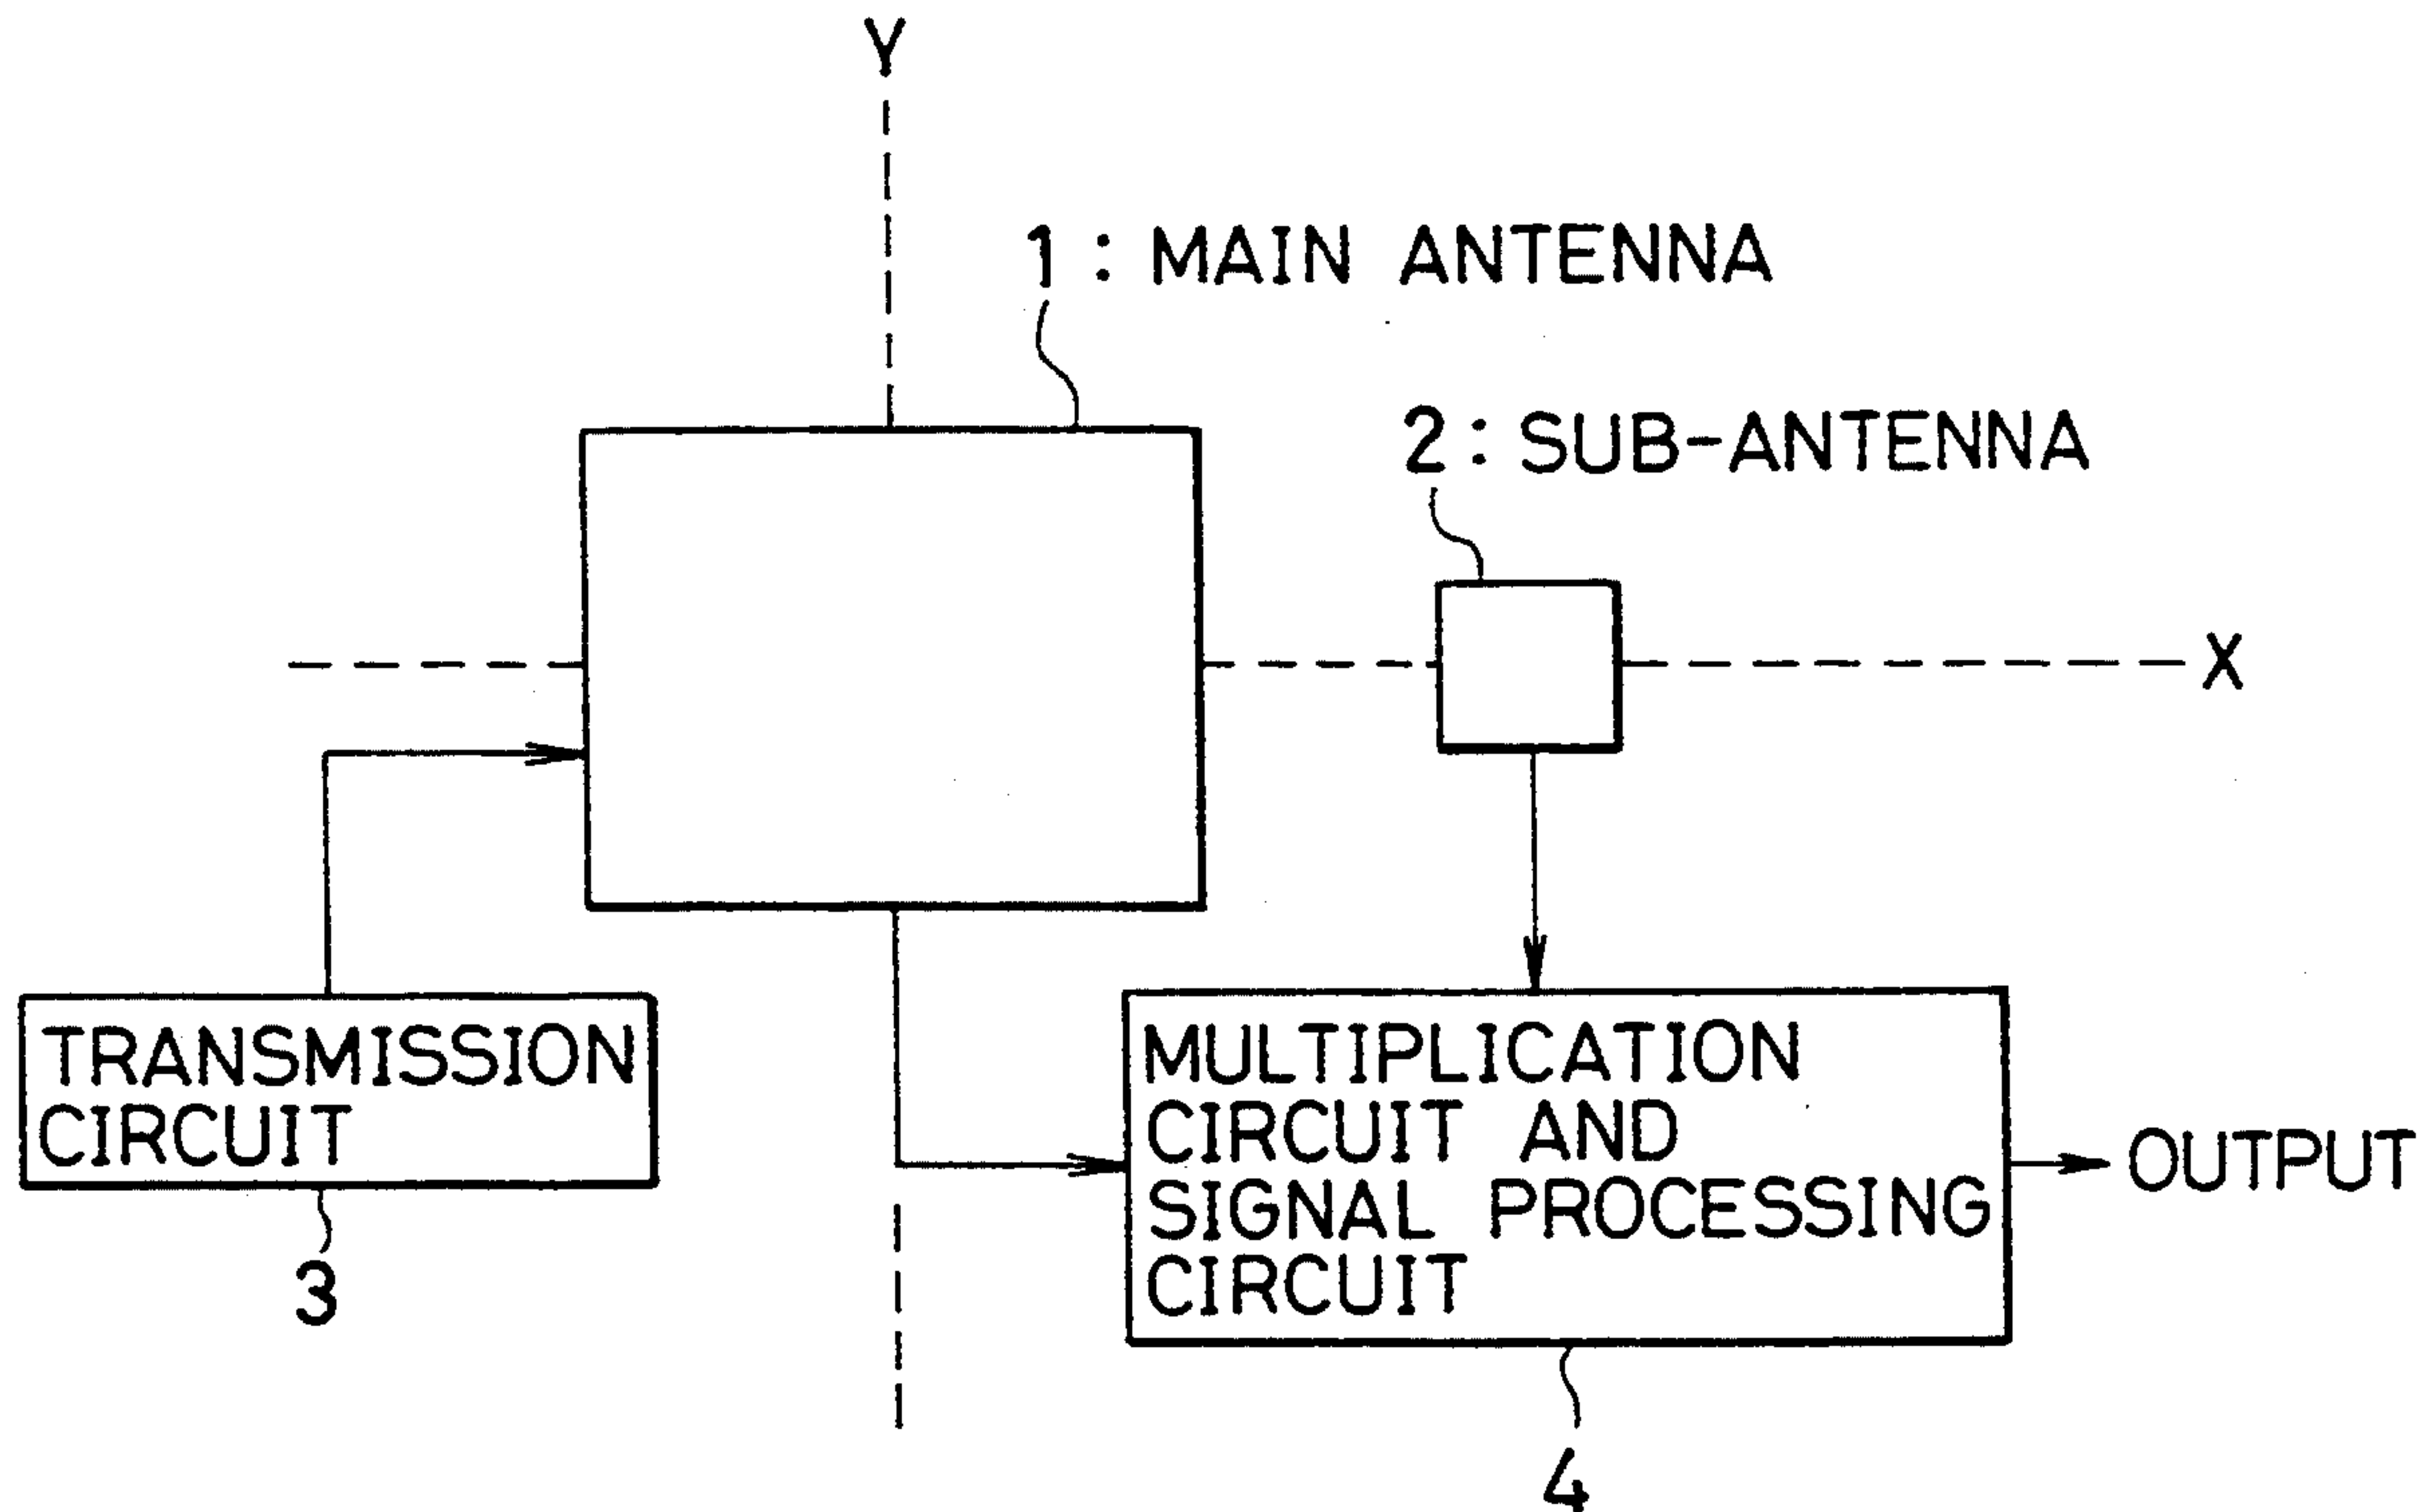 Y
1 : MAIN ANTENNA
2 : SUB-ANTENNA
X
TRANSMISSION
CIRCUIT
3
MULTIPLICATION
CIRCUIT AND
SIGNAL PROCESSING
CIRCUIT
OUTPUT
4